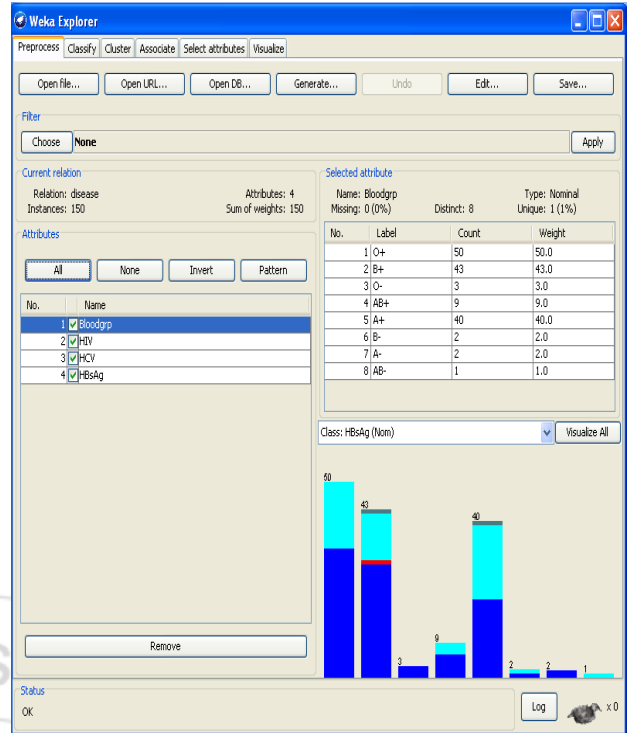 Weka Explorer
Preprocess Classify Cluster Associate Select attributes Visualize
Open file... Open URL... Open DB... Generate... Undo Edit... Save...
Filter
Choose None Apply
Current relation
Relation: disease Attributes: 4
Instances: 150 Sum of weights: 150
Attributes
All None Invert Pattern
No. Name
1 Bloodgrp
2 HIV
3 HCV
4 HBsAg
Remove
Selected attribute
Name: Bloodgrp Type: Nominal
Missing: 0 (0%) Distinct: 8 Unique: 1 (1%)
No. Label Count Weight
1 O+ 50 50.0
2 B+ 43 43.0
3 O- 3 3.0
4 AB+ 9 9.0
5 A+ 40 40.0
6 B- 2 2.0
7 A- 2 2.0
8 AB- 1 1.0
Class: HBsAg (Nom) Visualize All
50
43
3
9
40
2
2
1
Status
OK Log x 0